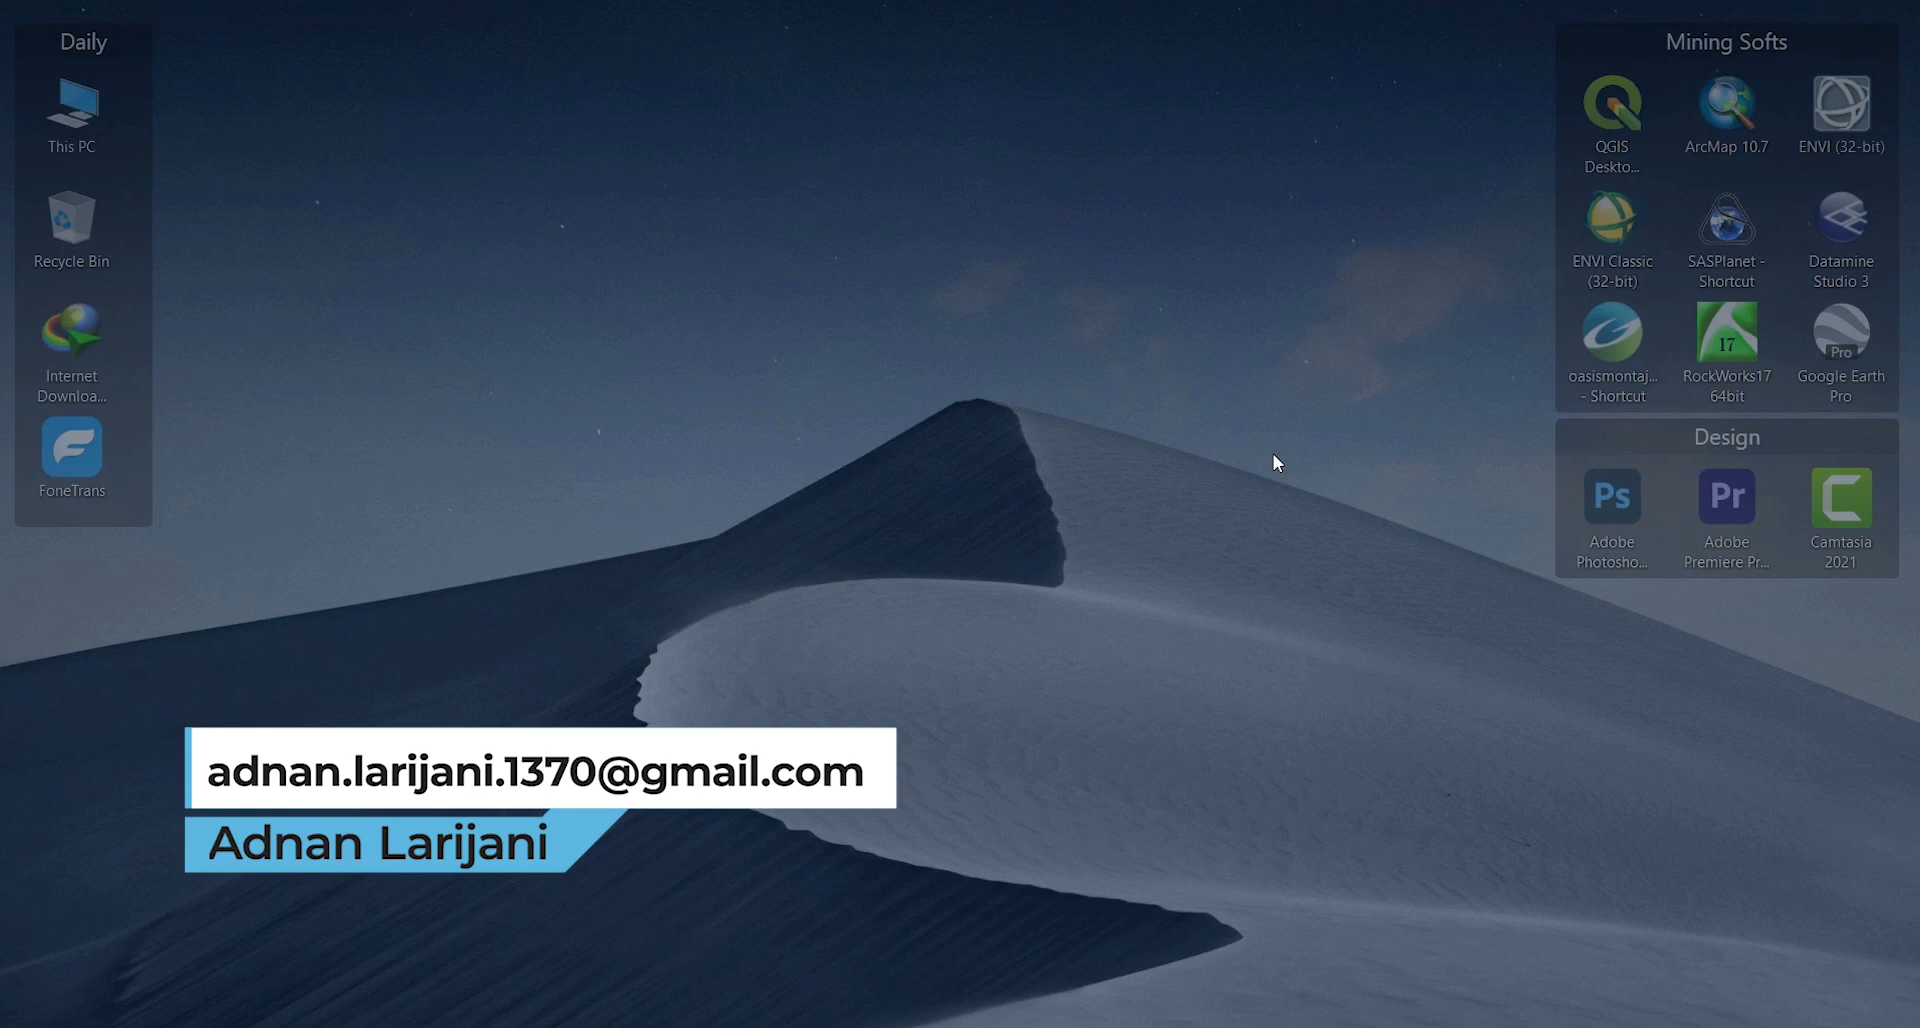 Daily
This PC
Recycle Bin
Internet
Downloa...
FoneTrans
Mining Softs
QGIS
Deskto...
ArcMap 10.7
ENVI (32-bit)
ENVI Classic
(32-bit)
SASPlanet -
Shortcut
Datamine
Studio 3
oasismontaj...
- Shortcut
17
RockWorks17
64bit
Pro
Google Earth
Pro
Design
Ps
Adobe
Photosho...
Pr
Adobe
Premiere Pr...
Camtasia
2021
adnan.larijani.1370@gmail.com
Adnan Larijani